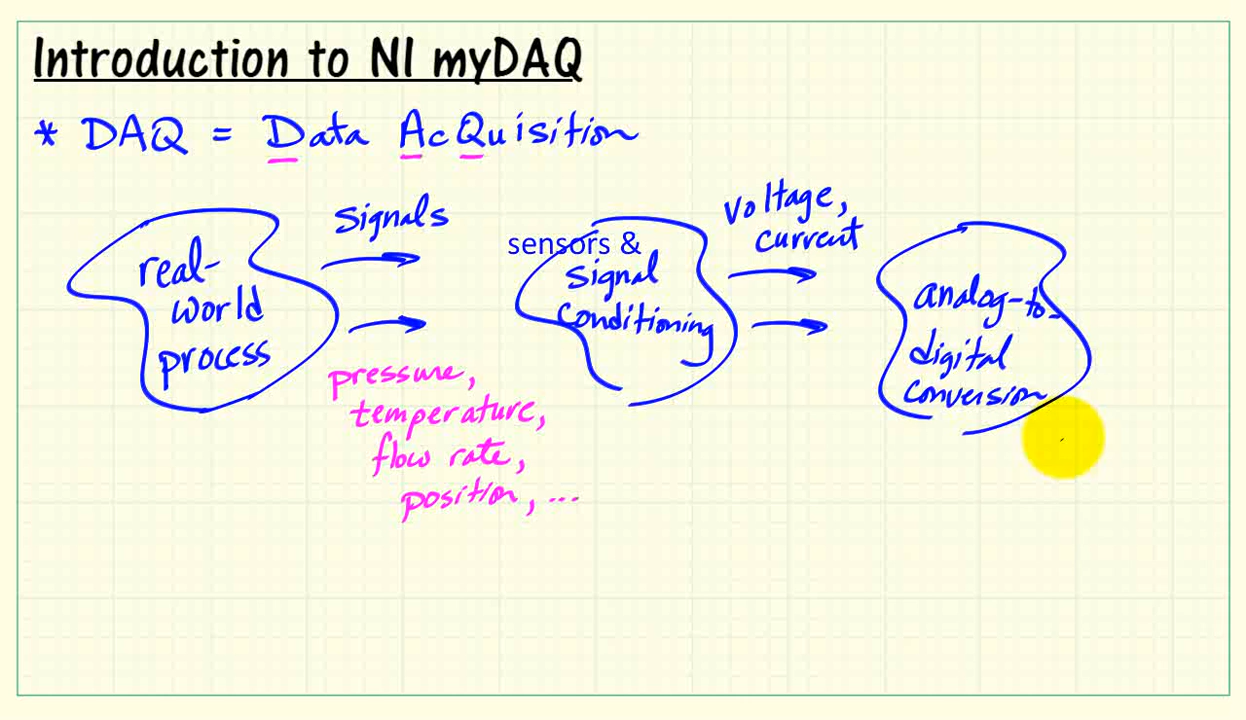 Introduction to NI myDAQ
* DAQ = Data AcQuisition
real-
world
process
Signals
pressure,
temperature,
flow rate,
position, ...
sensors &
signal
conditioning
voltage,
current
analog-to-
digital
conversion